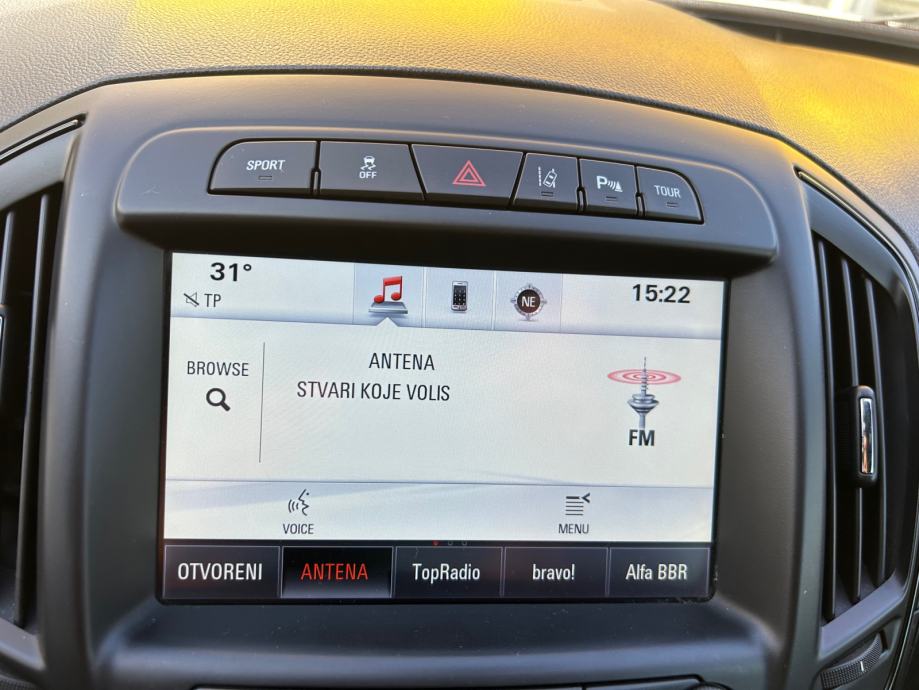 SPORT
OFF
P
TOUR
31°
TP
NE
15:22
BROWSE
ANTENA
STVARI KOJE VOLIS
FM
VOICE
MENU
OTVORENI
ANTENA
TopRadio
bravo!
Alfa BBR